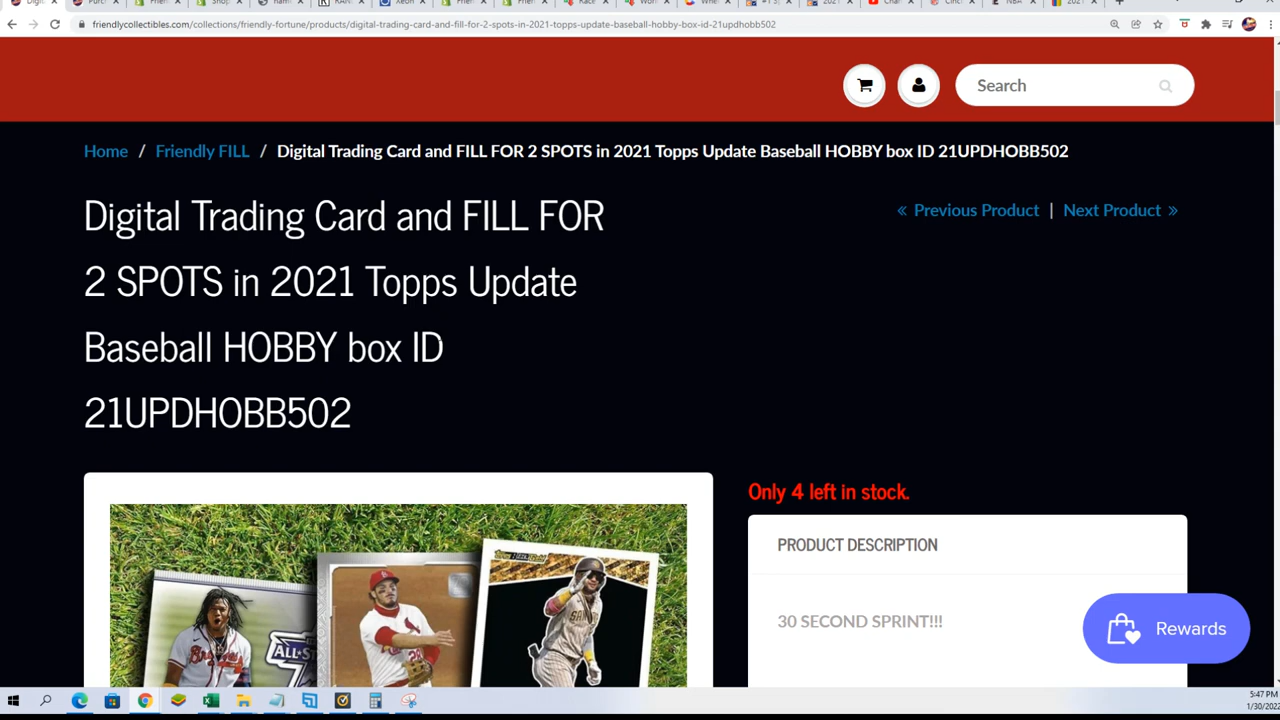 friendlycollectibles.com/collections/friendly-fortune/products/digital-trading-card-and-fill-for-2-spots-in-2021-topps-update-baseball-hobby-box-id-21updhobb502
Search
Home / Friendly FILL / Digital Trading Card and FILL FOR 2 SPOTS in 2021 Topps Update Baseball HOBBY box ID 21UPDHOBB502
Digital Trading Card and FILL FOR
2 SPOTS in 2021 Topps Update
Baseball HOBBY box ID
21UPDHOBB502
« Previous Product | Next Product »
Only 4 left in stock.
PRODUCT DESCRIPTION
30 SECOND SPRINT!!!
Rewards
5:47 PM